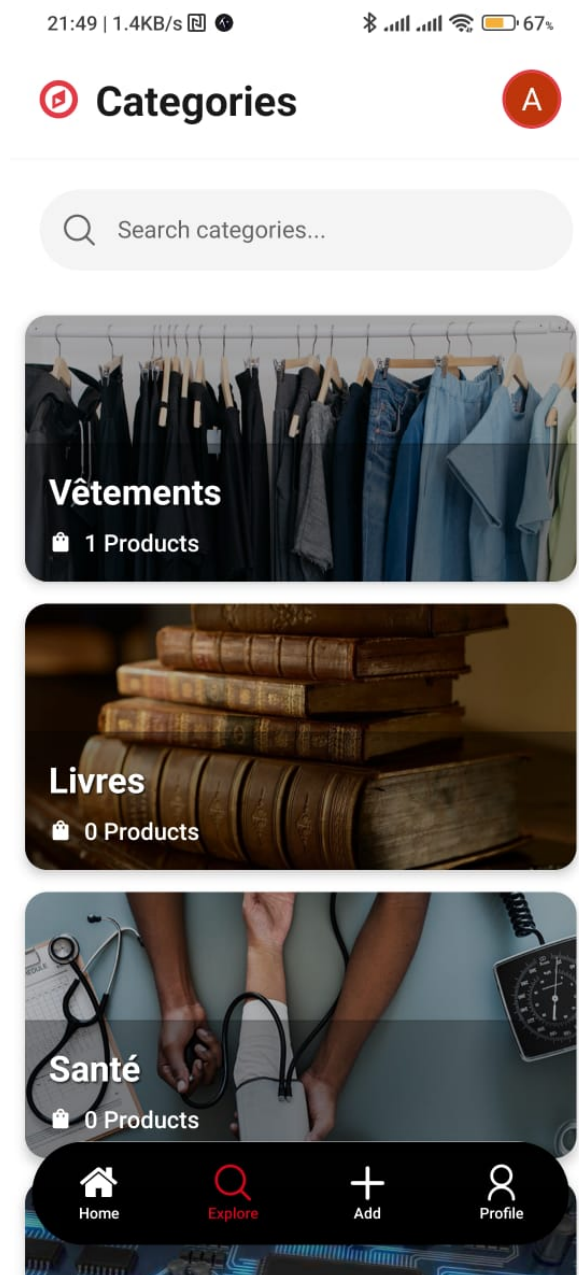 21:49 | 1.4KB/s 67%
Categories
A
Search categories...
Vêtements
1 Products
Livres
0 Products
Santé
0 Products
Home
Explore
Add
Profile